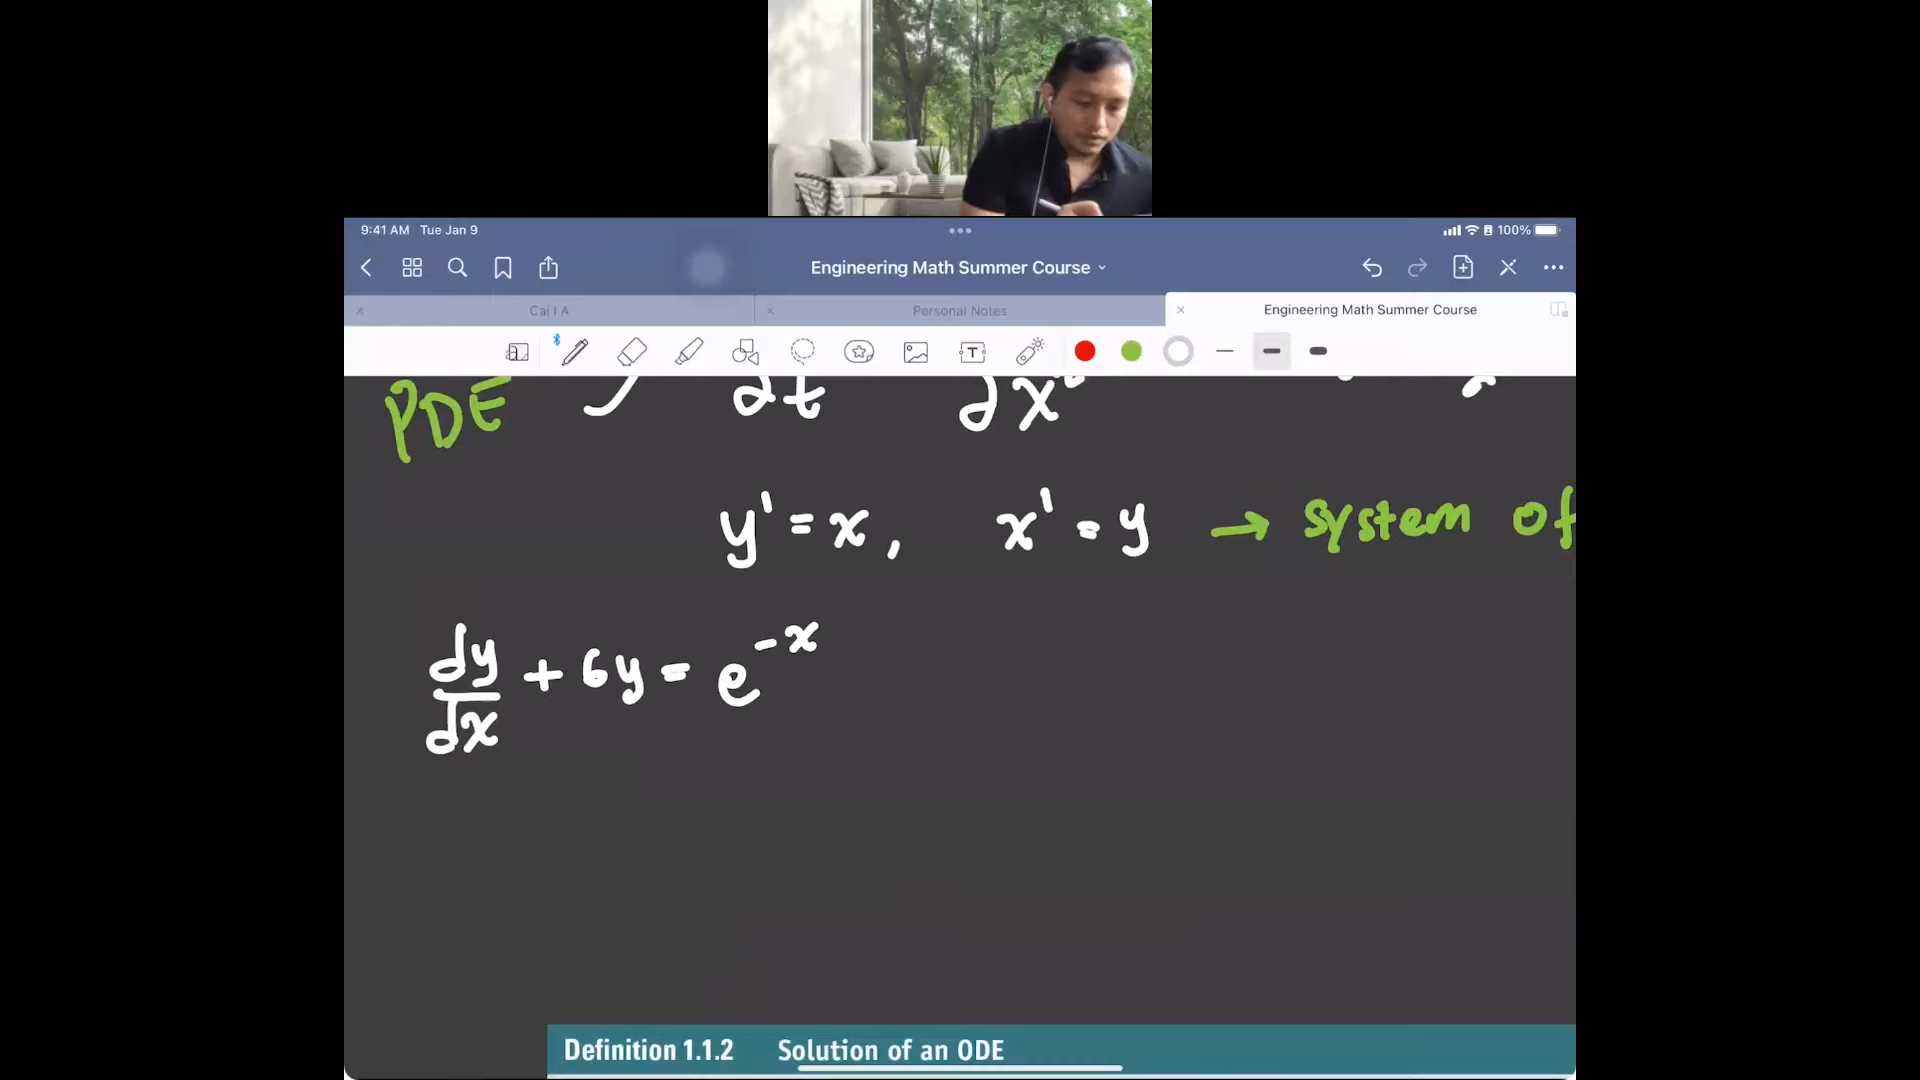 9:41 AM Tue Jan 9
100%
Engineering Math Summer Course
Cal I A
Personal Notes
Engineering Math Summer Course
PDE ∂t ∂x²
y' = x, x' = y → system of
dy/dx + 6y = e^{-x}
Definition 1.1.2 Solution of an ODE